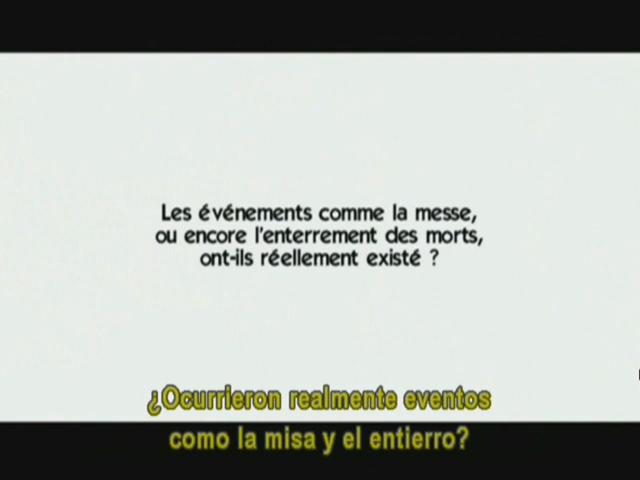 Les événements comme la messe,
ou encore l'enterrement des morts,
ont-ils réellement existé ?
¿Ocurrieron realmente eventos
como la misa y el entierro?